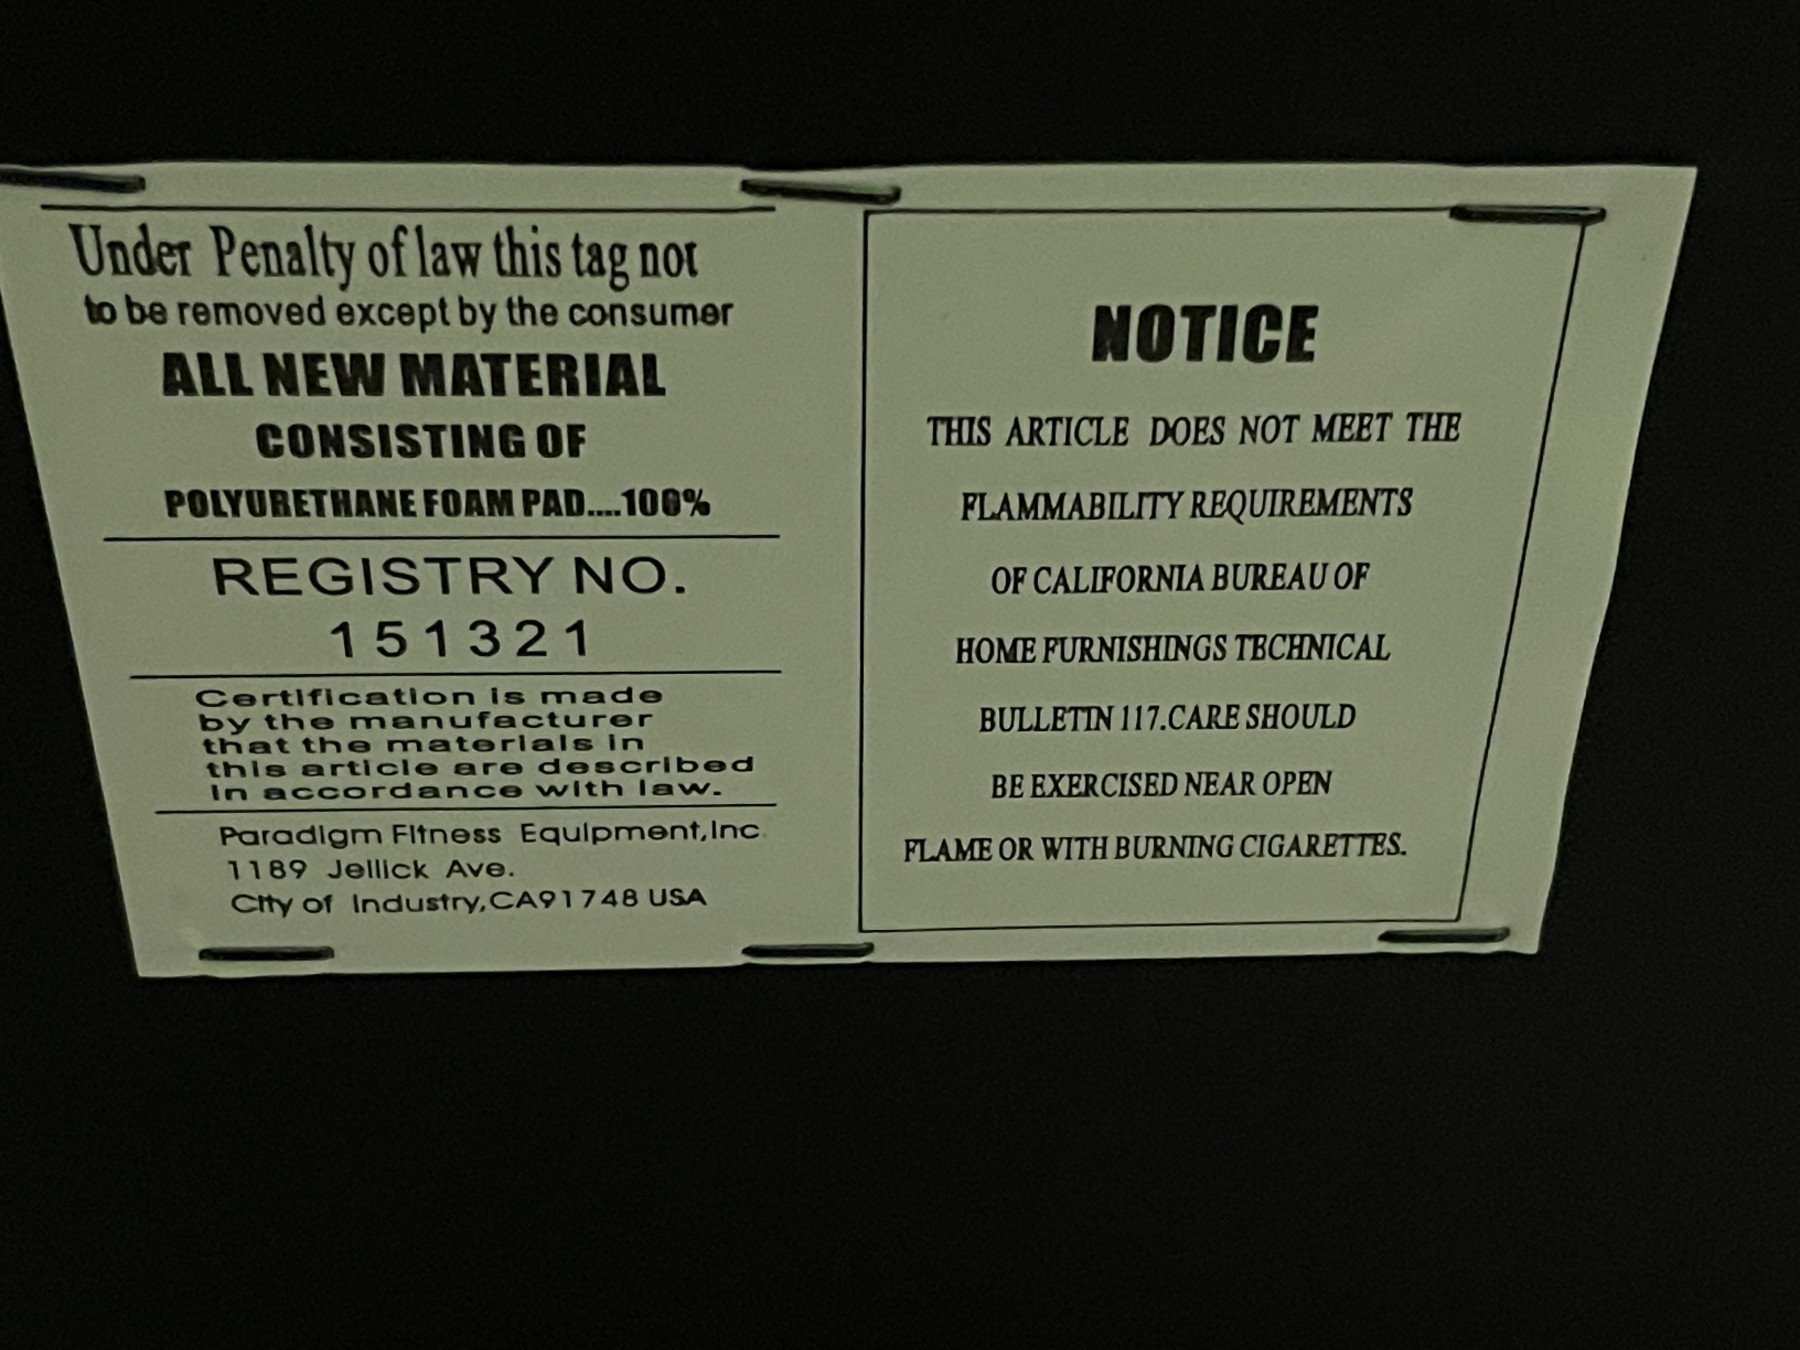 Under Penalty of law this tag not
to be removed except by the consumer
ALL NEW MATERIAL
CONSISTING OF
POLYURETHANE FOAM PAD....100%
REGISTRY NO.
151321
Certification is made
by the manufacturer
that the materials in
this article are described
in accordance with law.
Paradigm Fitness Equipment,Inc.
1189 Jellick Ave.
City of Industry,CA91748 USA
NOTICE
THIS ARTICLE DOES NOT MEET THE
FLAMMABILITY REQUIREMENTS
OF CALIFORNIA BUREAU OF
HOME FURNISHINGS TECHNICAL
BULLETIN 117.CARE SHOULD
BE EXERCISED NEAR OPEN
FLAME OR WITH BURNING CIGARETTES.